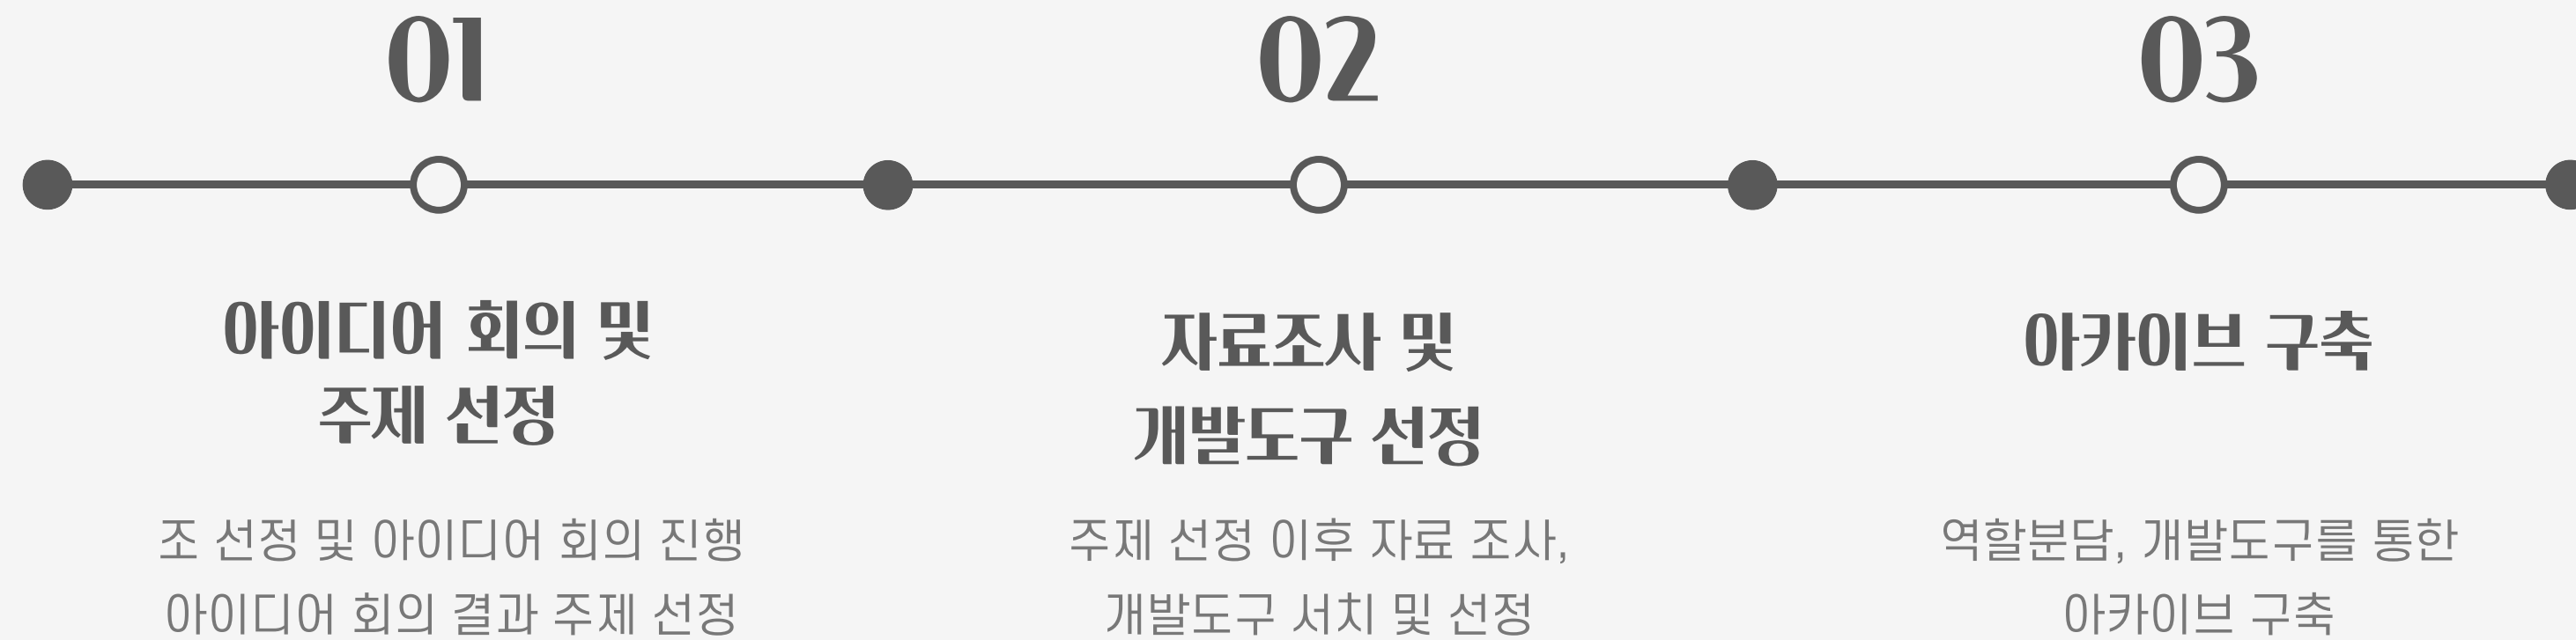 01
아이디어 회의 및
주제 선정
조 선정 및 아이디어 회의 진행
아이디어 회의 결과 주제 선정
02
자료조사 및
개발도구 선정
주제 선정 이후 자료 조사,
개발도구 서치 및 선정
03
아카이브 구축
역할분담, 개발도구를 통한
아카이브 구축